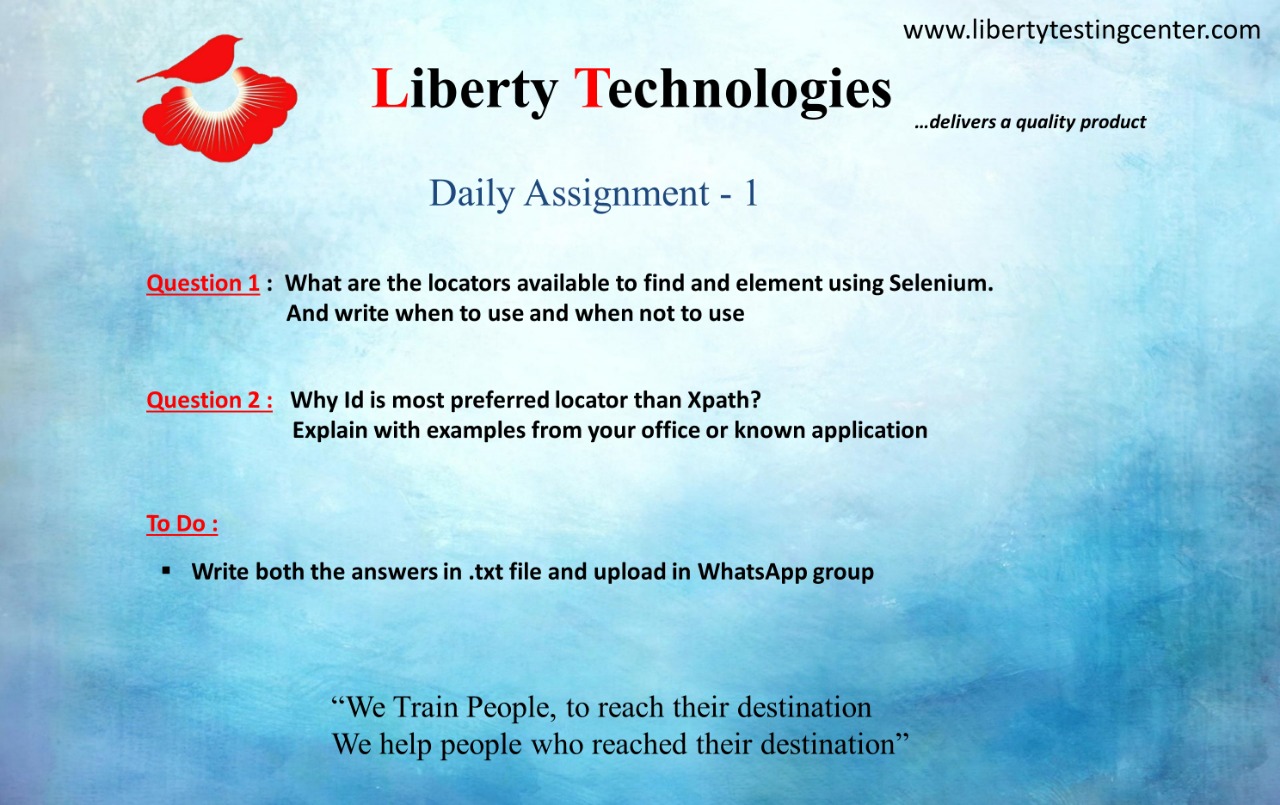 www.libertytestingcenter.com
Liberty Technologies
...delivers a quality product
Daily Assignment - 1
Question 1 : What are the locators available to find and element using Selenium.
And write when to use and when not to use
Question 2 : Why Id is most preferred locator than Xpath?
Explain with examples from your office or known application
To Do :
▪ Write both the answers in .txt file and upload in WhatsApp group
“We Train People, to reach their destination
We help people who reached their destination”